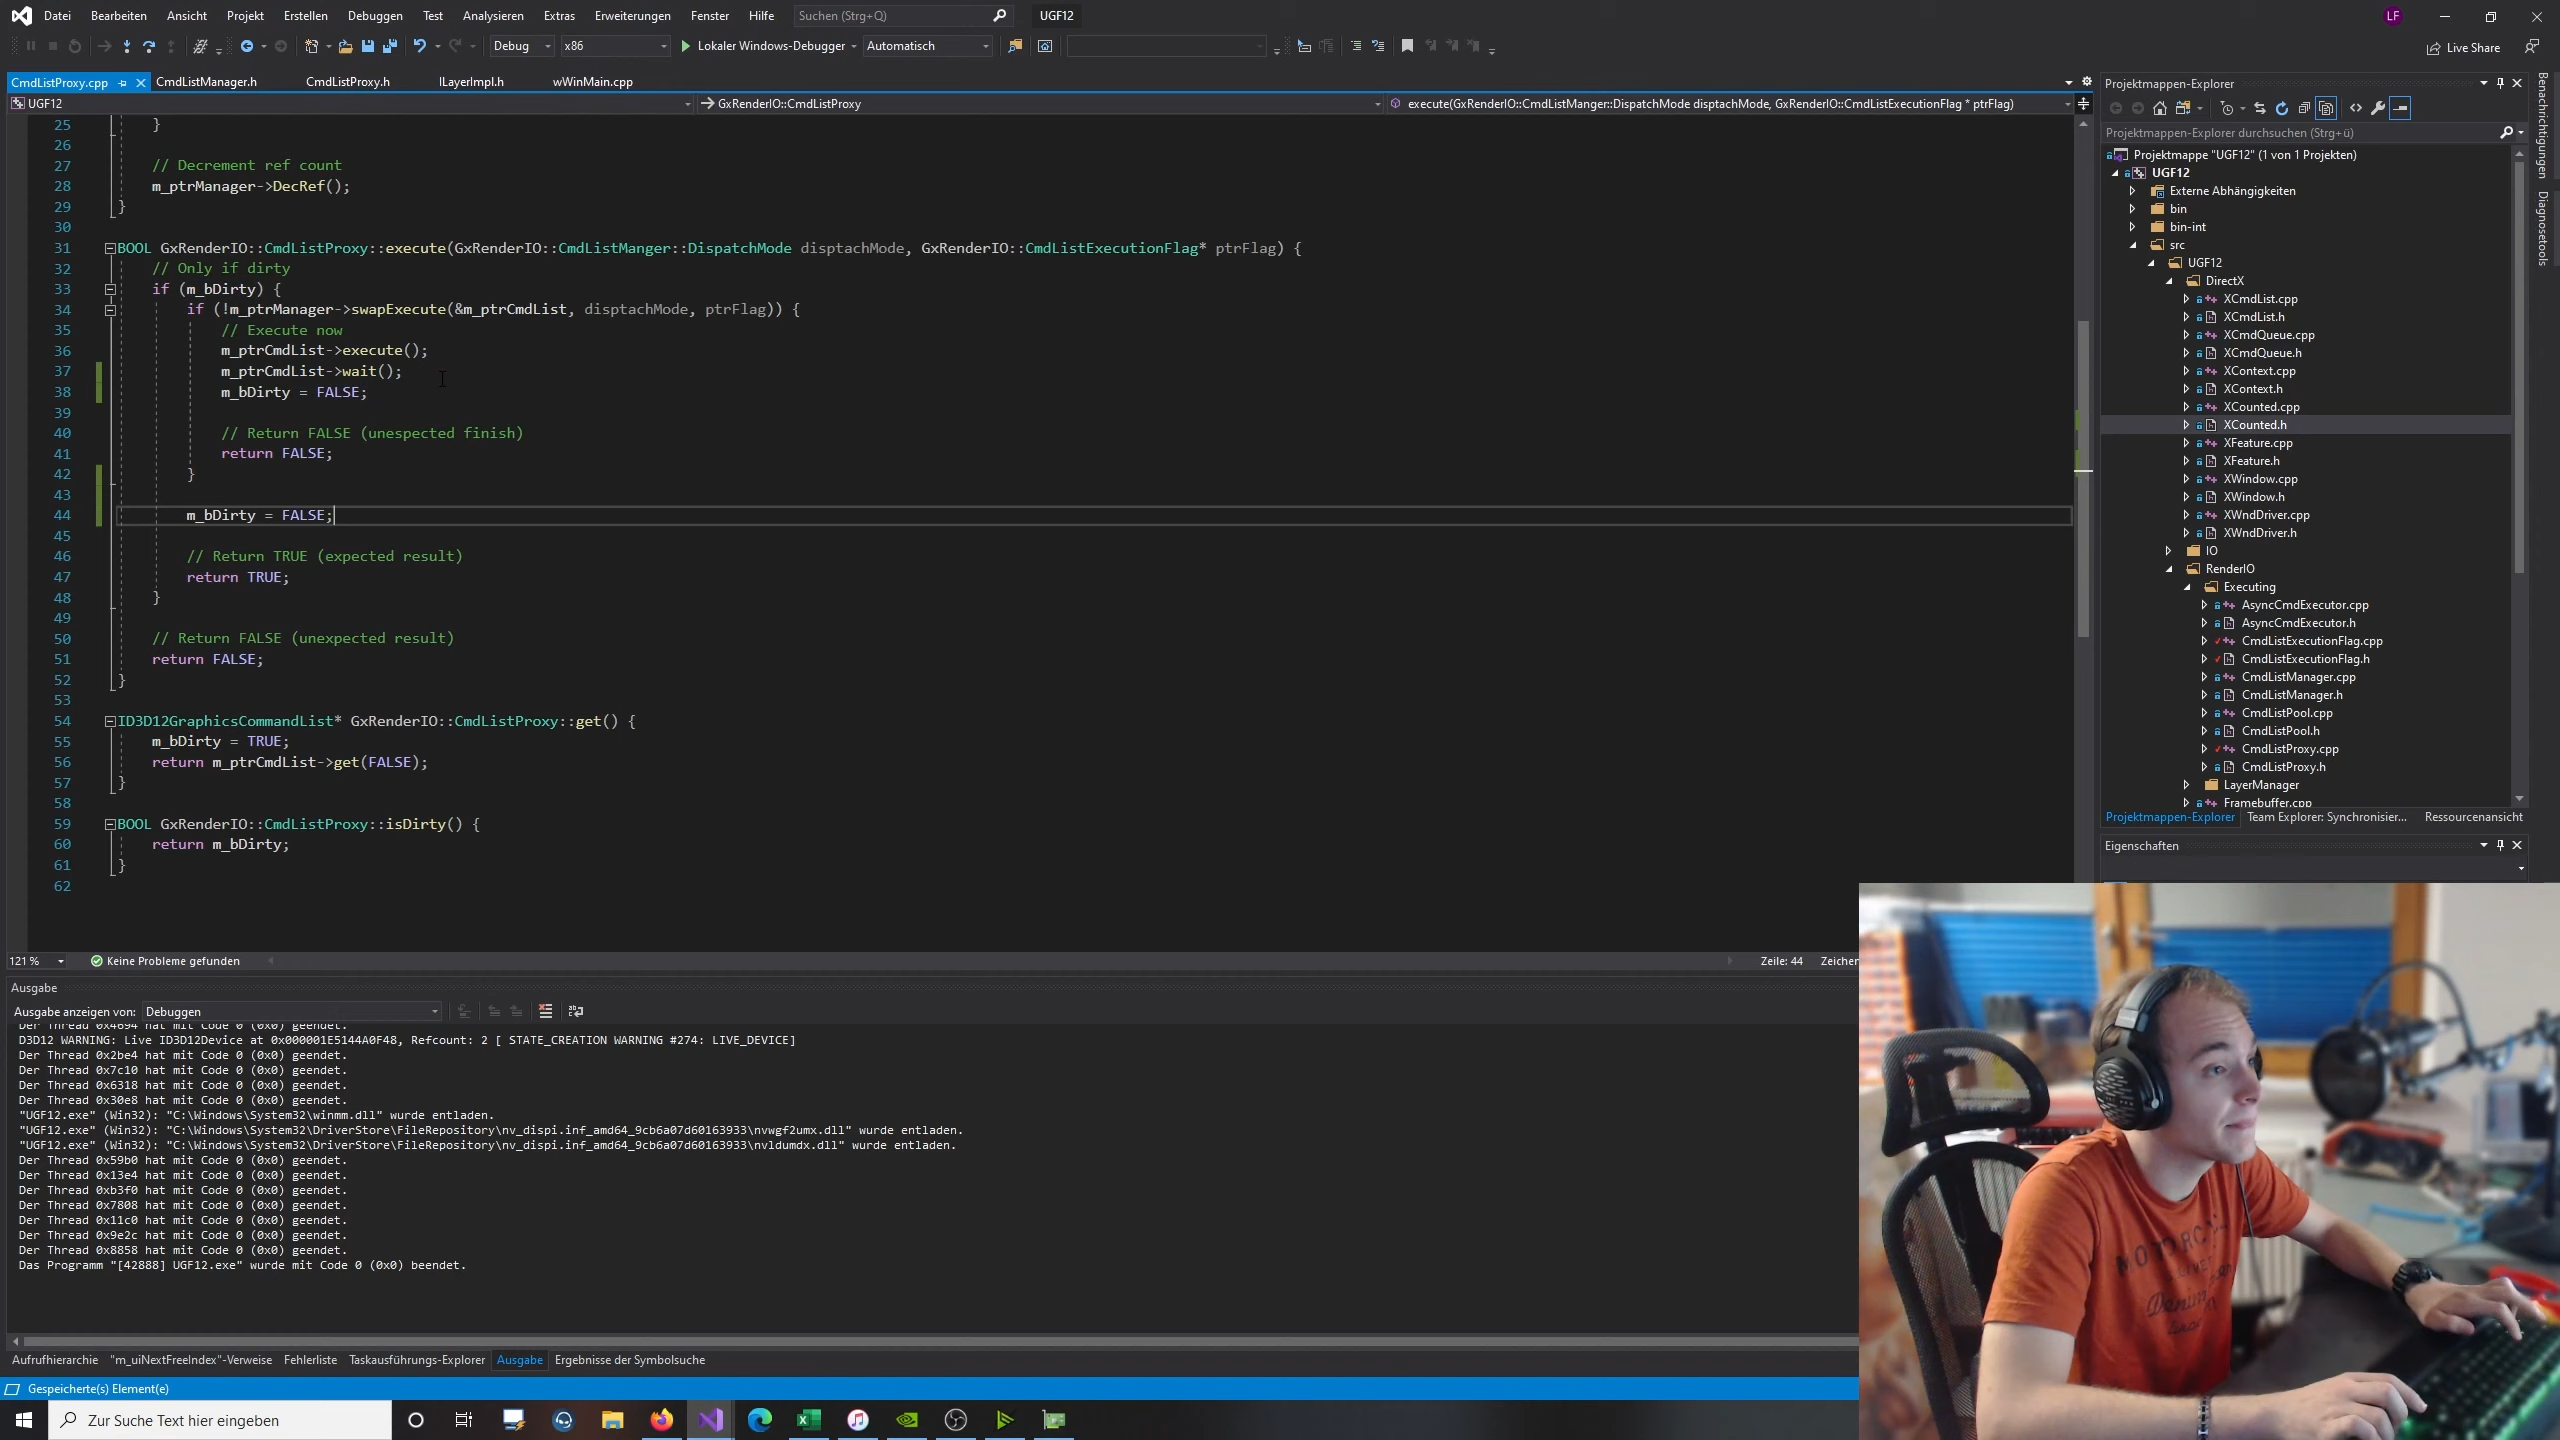 Datei Bearbeiten Ansicht Projekt Erstellen Debuggen Test Analysieren Extras Erweiterungen Fenster Hilfe Suchen (Strg+Q) UGF12 LF
Debug x86 Lokaler Windows-Debugger Automatisch Live Share
CmdListProxy.cpp CmdListManager.h CmdListProxy.h ILayerImpl.h wWinMain.cpp
UGF12 GxRenderIO::CmdListProxy execute(GxRenderIO::CmdListManger::DispatchMode disptachMode, GxRenderIO::CmdListExecutionFlag * ptrFlag)
25 }
26
27 // Decrement ref count
28 m_ptrManager->DecRef();
29 }
30
31 BOOL GxRenderIO::CmdListProxy::execute(GxRenderIO::CmdListManger::DispatchMode disptachMode, GxRenderIO::CmdListExecutionFlag* ptrFlag) {
32 // Only if dirty
33 if (m_bDirty) {
34 if (!m_ptrManager->swapExecute(&m_ptrCmdList, disptachMode, ptrFlag)) {
35 // Execute now
36 m_ptrCmdList->execute();
37 m_ptrCmdList->wait();
38 m_bDirty = FALSE;
39
40 // Return FALSE (unespected finish)
41 return FALSE;
42 }
43
44 m_bDirty = FALSE;
45
46 // Return TRUE (expected result)
47 return TRUE;
48 }
49
50 // Return FALSE (unexpected result)
51 return FALSE;
52 }
53
54 ID3D12GraphicsCommandList* GxRenderIO::CmdListProxy::get() {
55 m_bDirty = TRUE;
56 return m_ptrCmdList->get(FALSE);
57 }
58
59 BOOL GxRenderIO::CmdListProxy::isDirty() {
60 return m_bDirty;
61 }
62
121 % Keine Probleme gefunden Zeile: 44 Zeichen
Ausgabe
Ausgabe anzeigen von: Debuggen
Der Thread 0x4694 hat mit Code 0 (0x0) geendet.
D3D12 WARNING: Live ID3D12Device at 0x000001E5144A0F48, Refcount: 2 [ STATE_CREATION WARNING #274: LIVE_DEVICE]
Der Thread 0x2be4 hat mit Code 0 (0x0) geendet.
Der Thread 0x7c10 hat mit Code 0 (0x0) geendet.
Der Thread 0x6318 hat mit Code 0 (0x0) geendet.
Der Thread 0x30e8 hat mit Code 0 (0x0) geendet.
"UGF12.exe" (Win32): "C:\Windows\System32\winmm.dll" wurde entladen.
"UGF12.exe" (Win32): "C:\Windows\System32\DriverStore\FileRepository\nv_dispi.inf_amd64_9cb6a07d60163933\nvwgf2umx.dll" wurde entladen.
"UGF12.exe" (Win32): "C:\Windows\System32\DriverStore\FileRepository\nv_dispi.inf_amd64_9cb6a07d60163933\nvldumdx.dll" wurde entladen.
Der Thread 0x59b0 hat mit Code 0 (0x0) geendet.
Der Thread 0x13e4 hat mit Code 0 (0x0) geendet.
Der Thread 0xb3f0 hat mit Code 0 (0x0) geendet.
Der Thread 0x7808 hat mit Code 0 (0x0) geendet.
Der Thread 0x11c0 hat mit Code 0 (0x0) geendet.
Der Thread 0x9e2c hat mit Code 0 (0x0) geendet.
Der Thread 0x8858 hat mit Code 0 (0x0) geendet.
Das Programm "[42888] UGF12.exe" wurde mit Code 0 (0x0) beendet.
Aufrufhierarchie "m_uiNextFreeIndex"-Verweise Fehlerliste Taskausführungs-Explorer Ausgabe Ergebnisse der Symbolsuche
Gespeicherte(s) Element(e)
Zur Suche Text hier eingeben
Projektmappen-Explorer
Projektmappen-Explorer durchsuchen (Strg+ü)
Projektmappe "UGF12" (1 von 1 Projekten)
UGF12
Externe Abhängigkeiten
bin
bin-int
src
UGF12
DirectX
XCmdList.cpp
XCmdList.h
XCmdQueue.cpp
XCmdQueue.h
XContext.cpp
XContext.h
XCounted.cpp
XCounted.h
XFeature.cpp
XFeature.h
XWindow.cpp
XWindow.h
XWndDriver.cpp
XWndDriver.h
IO
RenderIO
Executing
AsyncCmdExecutor.cpp
AsyncCmdExecutor.h
CmdListExecutionFlag.cpp
CmdListExecutionFlag.h
CmdListManager.cpp
CmdListManager.h
CmdListPool.cpp
CmdListPool.h
CmdListProxy.cpp
CmdListProxy.h
LayerManager
Framebuffer.cpp
Projektmappen-Explorer Team Explorer: Synchronisier... Ressourcenansicht
Eigenschaften
Benachrichtigungen
Diagnosetools